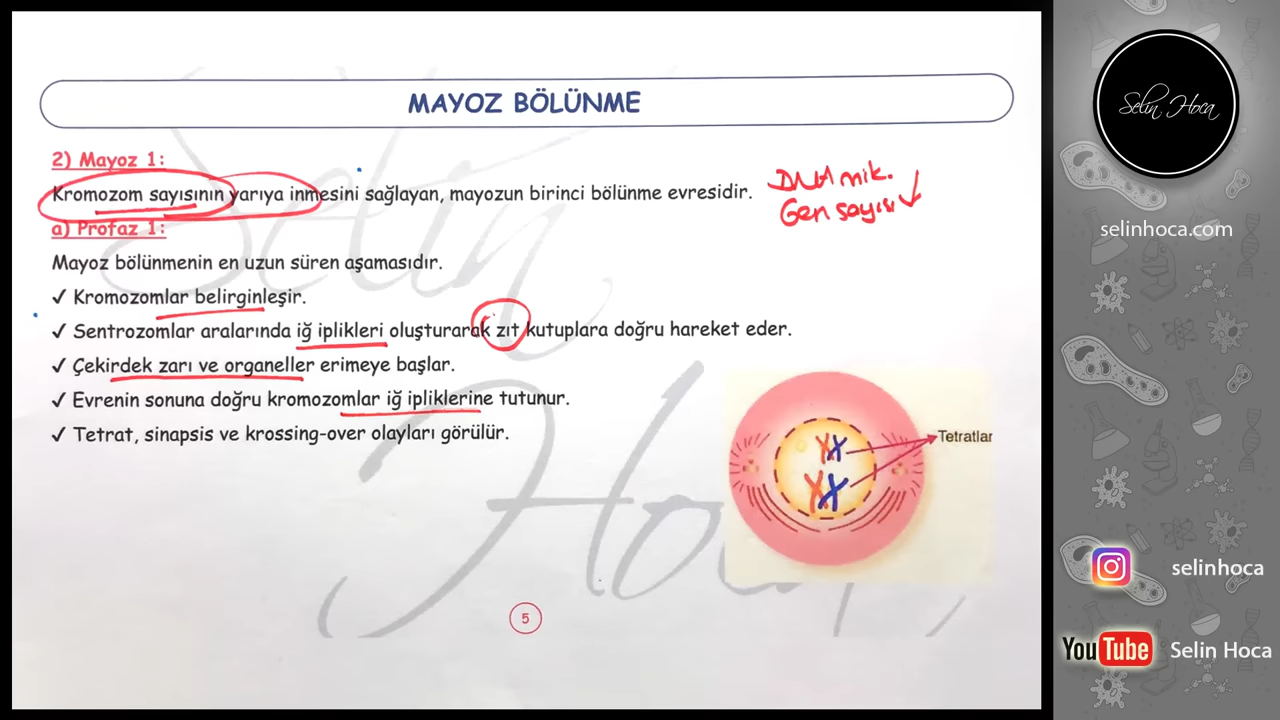 MAYOZ BÖLÜNME
2) Mayoz 1:
Kromozom sayısının yarıya inmesini sağlayan, mayozun birinci bölünme evresidir.
DNA mik.
Gen sayısı ↓
a) Profaz 1:
Mayoz bölünmenin en uzun süren aşamasıdır.
✓ Kromozomlar belirginleşir.
✓ Sentrozomlar aralarında iğ iplikleri oluşturarak zıt kutuplara doğru hareket eder.
✓ Çekirdek zarı ve organeller erimeye başlar.
✓ Evrenin sonuna doğru kromozomlar iğ ipliklerine tutunur.
✓ Tetrat, sinapsis ve krossing-over olayları görülür.
Tetratlar
5
Selin Hoca
Selin Hoca
selinhoca.com
selinhoca
YouTube Selin Hoca